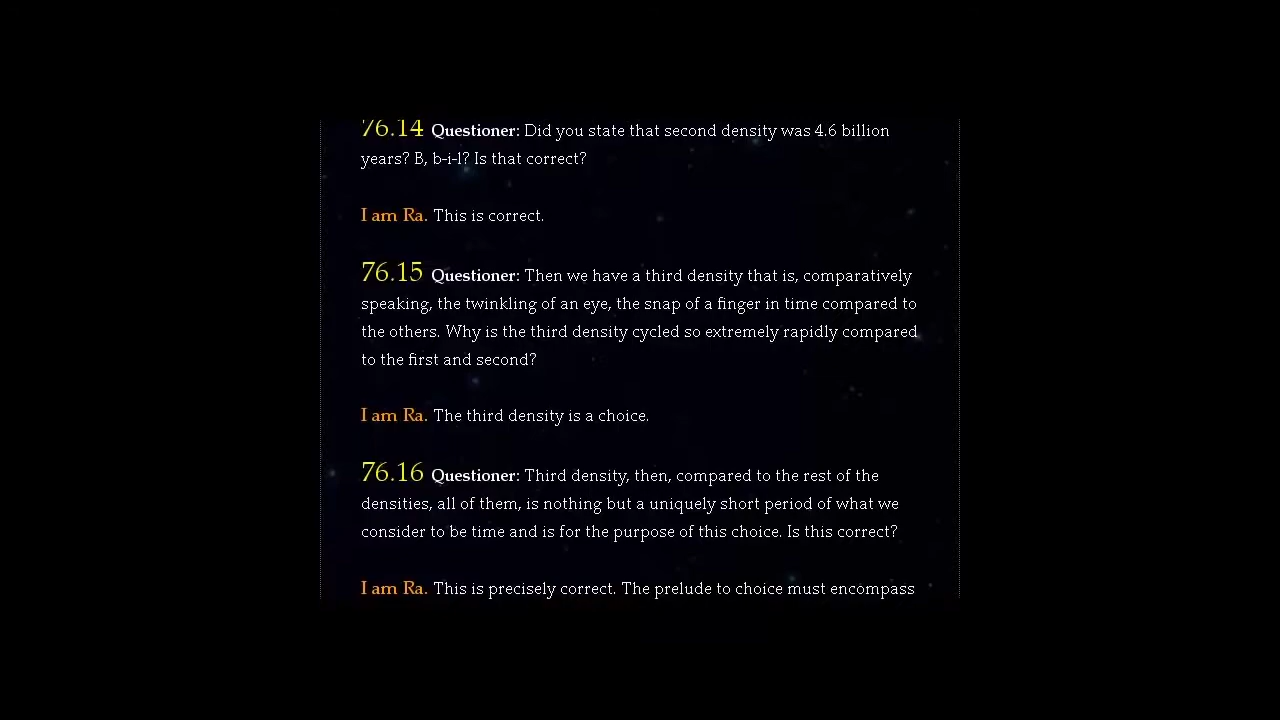 76.14 Questioner: Did you state that second density was 4.6 billion
years? B, b-i-l? Is that correct?
I am Ra. This is correct.
76.15 Questioner: Then we have a third density that is, comparatively
speaking, the twinkling of an eye, the snap of a finger in time compared to
the others. Why is the third density cycled so extremely rapidly compared
to the first and second?
I am Ra. The third density is a choice.
76.16 Questioner: Third density, then, compared to the rest of the
densities, all of them, is nothing but a uniquely short period of what we
consider to be time and is for the purpose of this choice. Is this correct?
I am Ra. This is precisely correct. The prelude to choice must encompass